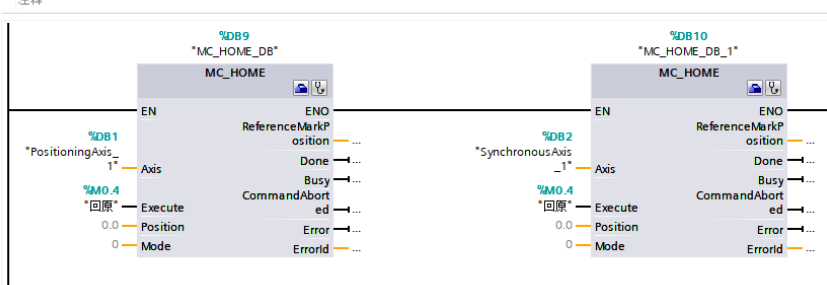 注释
%DB9
"MC_HOME_DB"
MC_HOME
EN
ENO
ReferenceMarkP
osition
...
%DB1
"PositioningAxis_
1"
Axis
Done
...
Busy
...
%M0.4
"回原"
Execute
CommandAbort
ed
...
0.0
Position
Error
...
0
Mode
ErrorId
...
%DB10
"MC_HOME_DB_1"
MC_HOME
EN
ENO
ReferenceMarkP
osition
...
%DB2
"SynchronousAxis
_1"
Axis
Done
...
Busy
...
%M0.4
"回原"
Execute
CommandAbort
ed
...
0.0
Position
Error
...
0
Mode
ErrorId
...